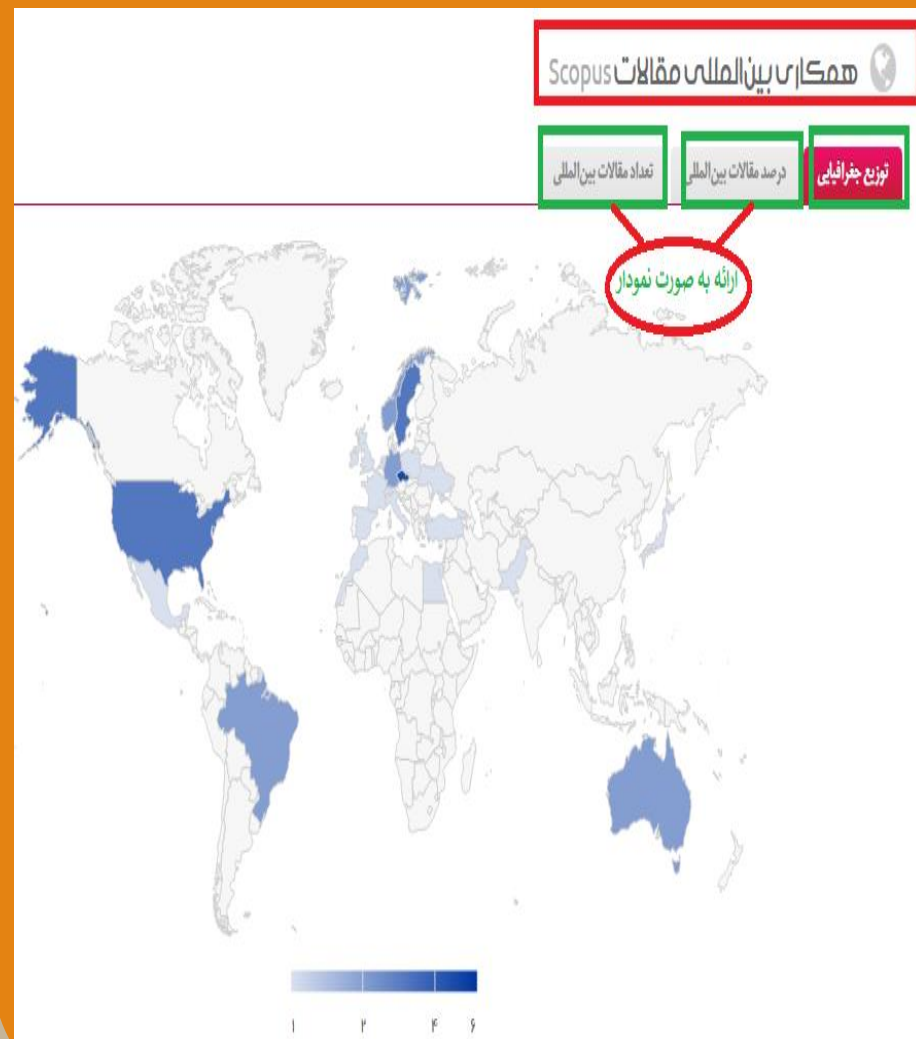 همکاری بین‌المللی مقالات Scopus
توزیع جغرافیایی
درصد مقالات بین‌المللی
تعداد مقالات بین‌المللی
ارائه به صورت نمودار
۱ ۲ ۴ ۶